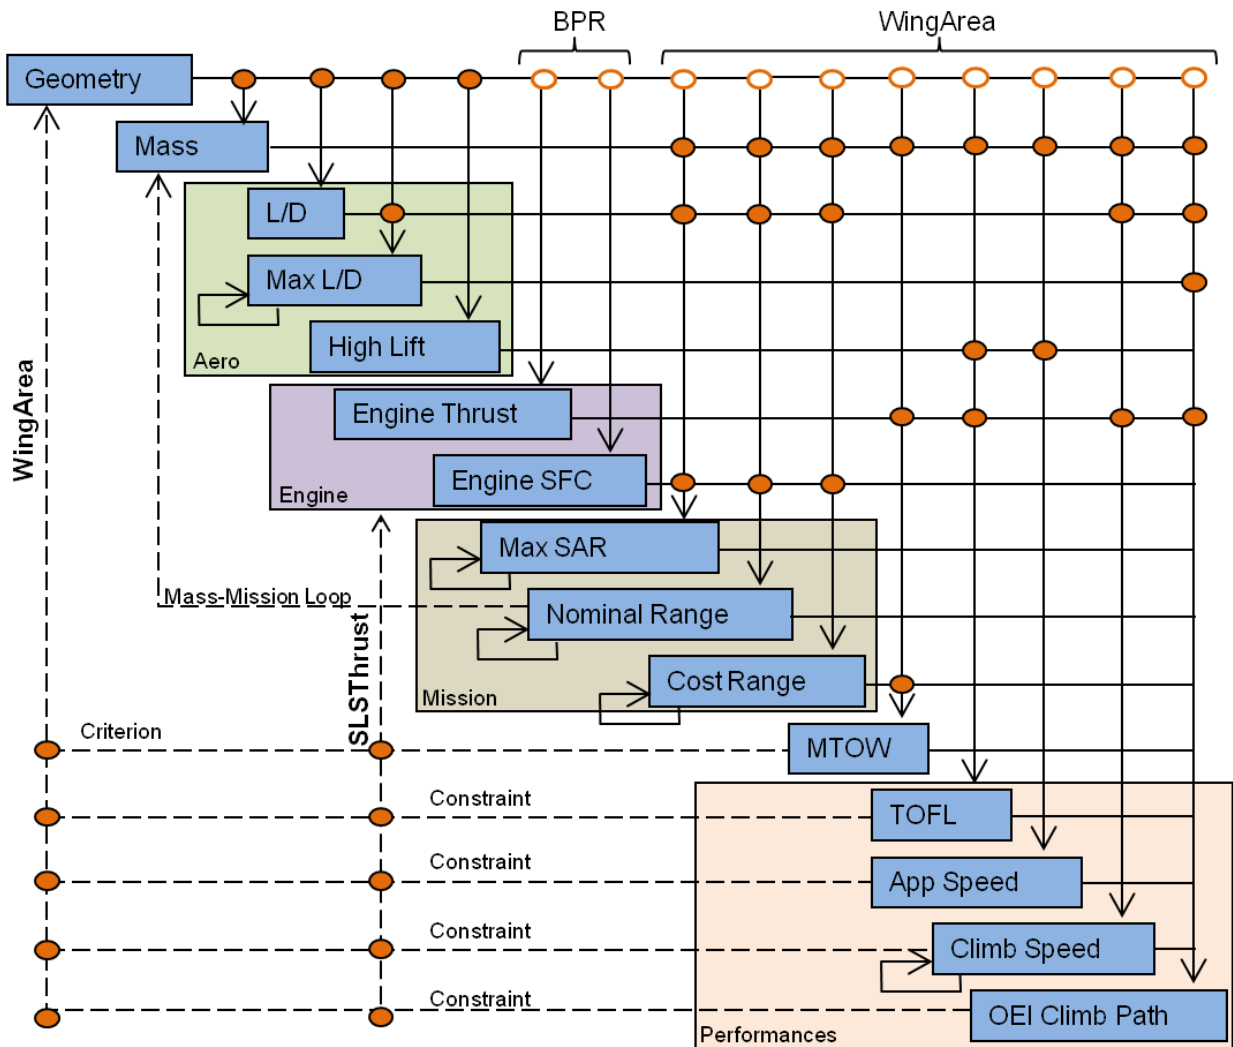 BPR
WingArea
Geometry
Mass
L/D
Max L/D
High Lift
Aero
Engine Thrust
Engine SFC
Engine
WingArea
Max SAR
Mass-Mission Loop
Nominal Range
SLSThrust
Cost Range
Mission
Criterion
MTOW
Constraint
TOFL
Constraint
App Speed
Constraint
Climb Speed
Constraint
OEI Climb Path
Performances